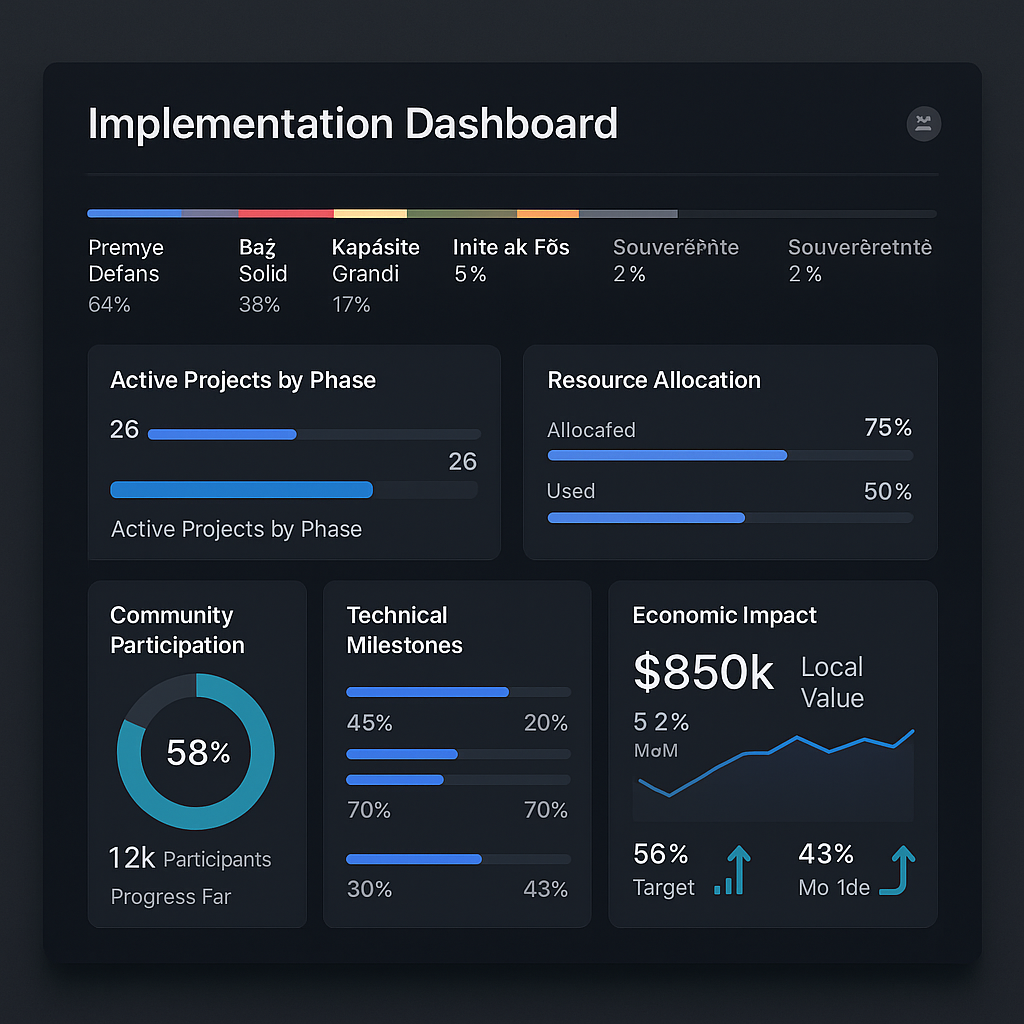 Implementation Dashboard
Premye
Defans
64%
Baź̧
Solid
38%
Kapásite
Grandi
17%
Inite ak Fős
5%
2%
Souverèretntè
2%
Active Projects by Phase
26
26
Active Projects by Phase
Resource Allocation
Allocafed 75%
Used 50%
Community
Participation
58%
12k Participants
Progress Far
Technical
Milestones
45% 20%
70% 70%
30% 43%
Economic Impact
$850k Local
Value
5 2%
MoM
56%
Target
43%
Mo 1de